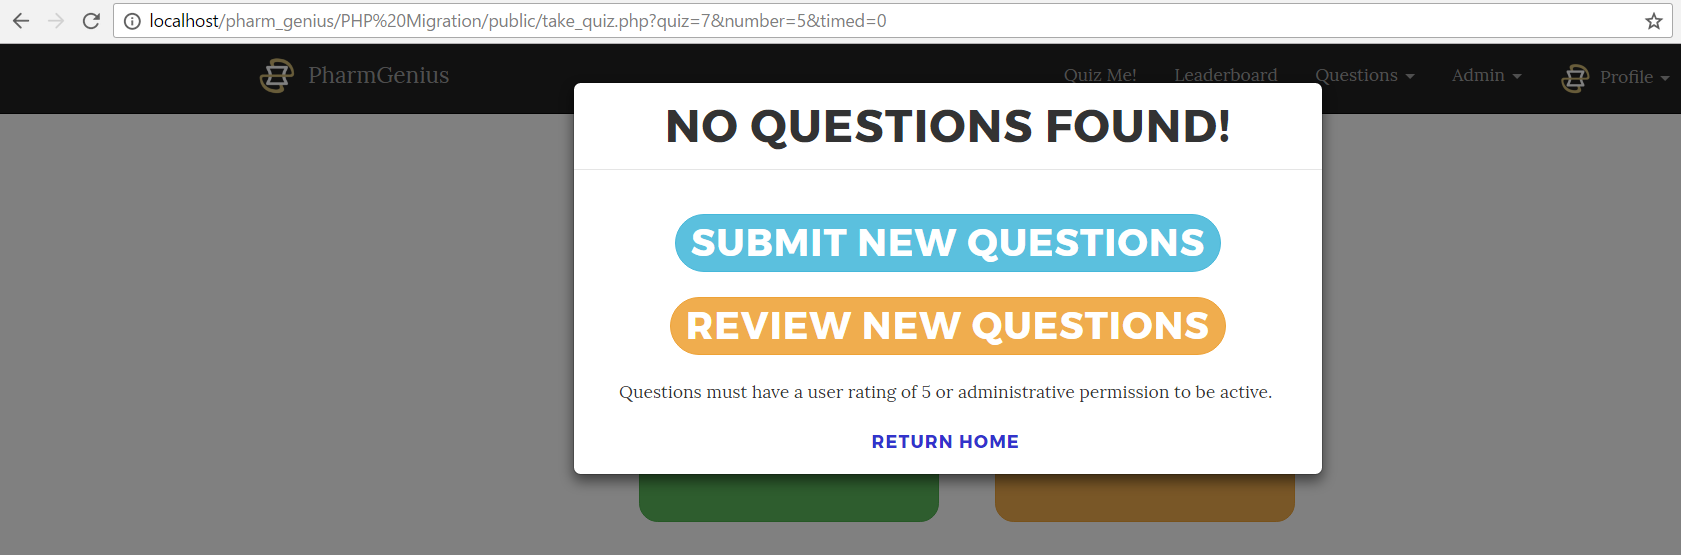 localhost/pharm_genius/PHP%20Migration/public/take_quiz.php?quiz=7&number=5&timed=0
PharmGenius
Quiz Me! Leaderboard Questions Admin Profile
NO QUESTIONS FOUND!
SUBMIT NEW QUESTIONS
REVIEW NEW QUESTIONS
Questions must have a user rating of 5 or administrative permission to be active.
RETURN HOME